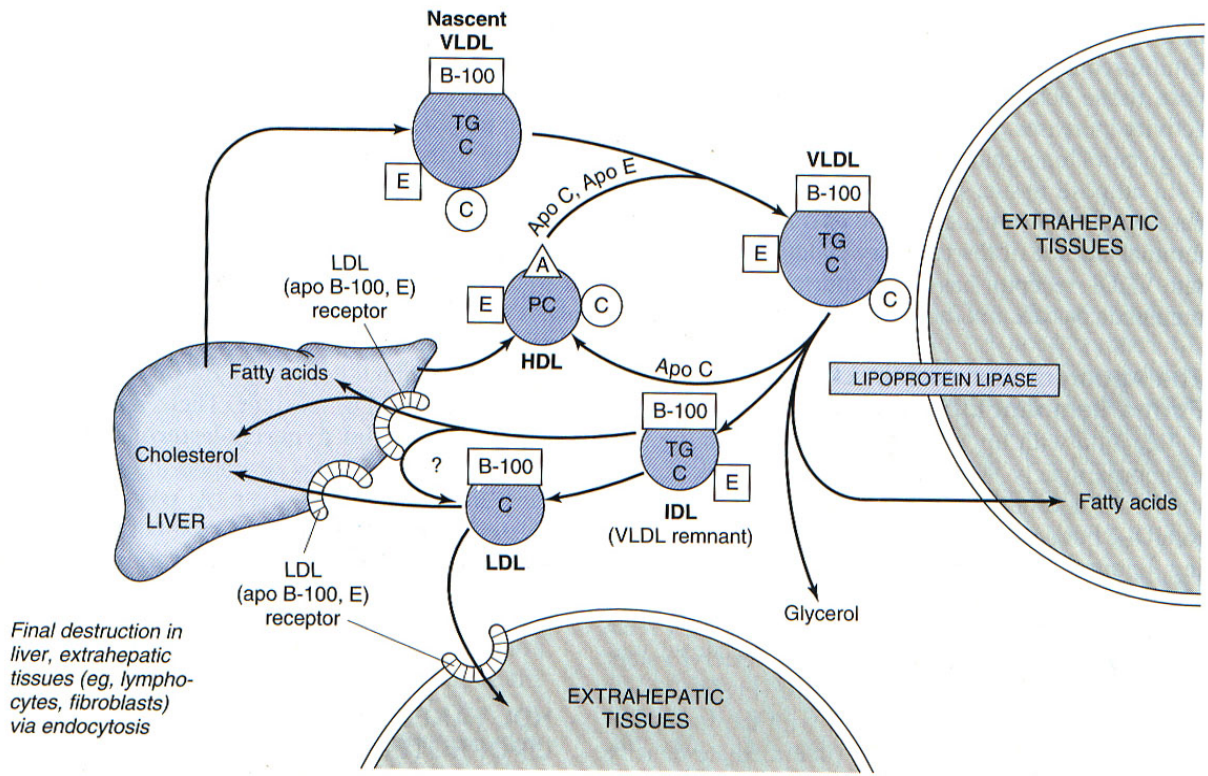 Nascent
VLDL
B-100
TG
C
E
C
Apo C, Apo E
VLDL
B-100
TG
C
E
C
EXTRAHEPATIC
TISSUES
LDL
(apo B-100, E)
receptor
A
E
PC
C
HDL
Apo C
LIPOPROTEIN LIPASE
Fatty acids
Cholesterol
LIVER
B-100
TG
C
E
IDL
(VLDL remnant)
?
B-100
C
LDL
Fatty acids
Glycerol
LDL
(apo B-100, E)
receptor
Final destruction in
liver, extrahepatic
tissues (eg, lympho-
cytes, fibroblasts)
via endocytosis
EXTRAHEPATIC
TISSUES